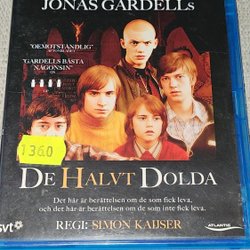 JONAS GARDELLS
"OEMOTSTÅNDLIG"
"GARDELLS BÄSTA
NÅGONSIN"
1360
DE HALVT DOLDA
Det här är berättelsen om de som fick leva,
och det här är berättelsen om de som inte fick leva.
REGI: SIMON KAIJSER
svt
ATLANTIC